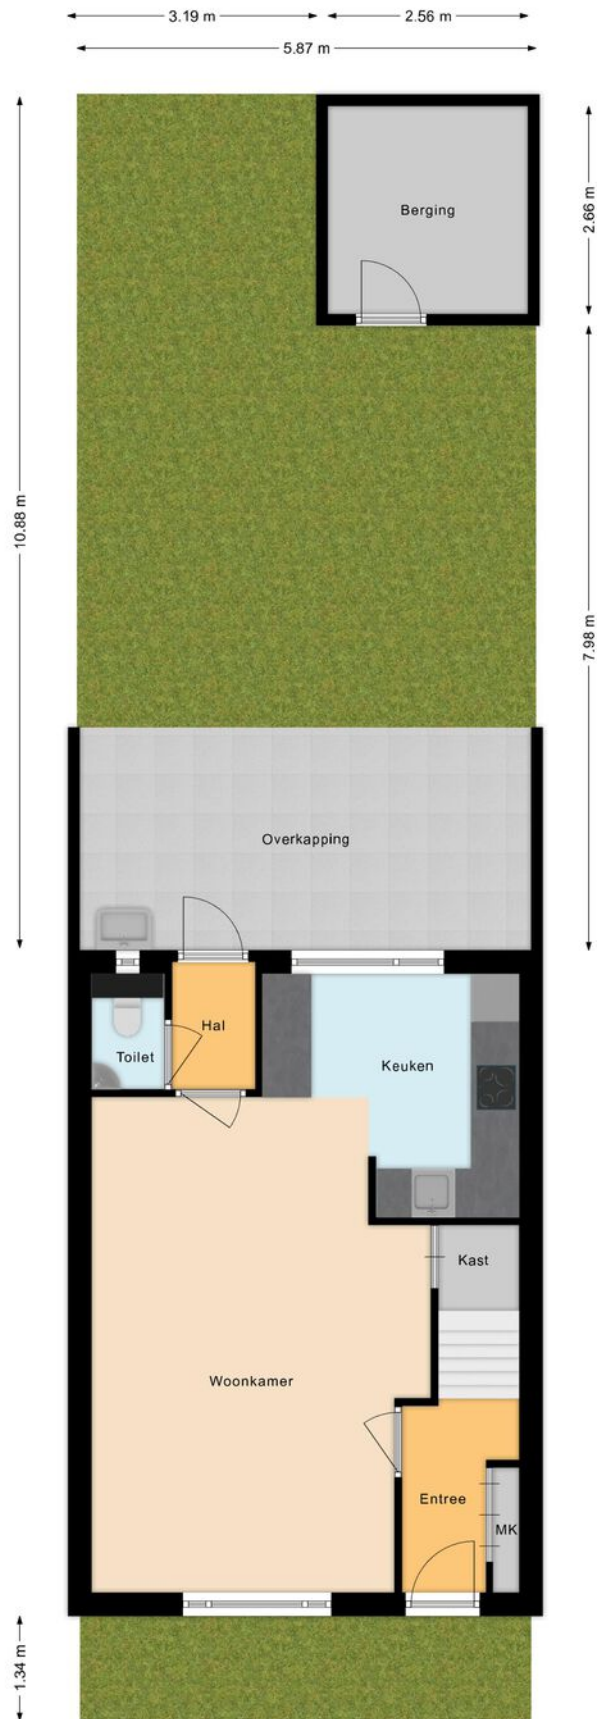 3.19 m
2.56 m
5.87 m
Berging
2.66 m
10.88 m
7.98 m
Overkapping
Hal
Toilet
Keuken
Kast
Woonkamer
Entree
MK
1.34 m